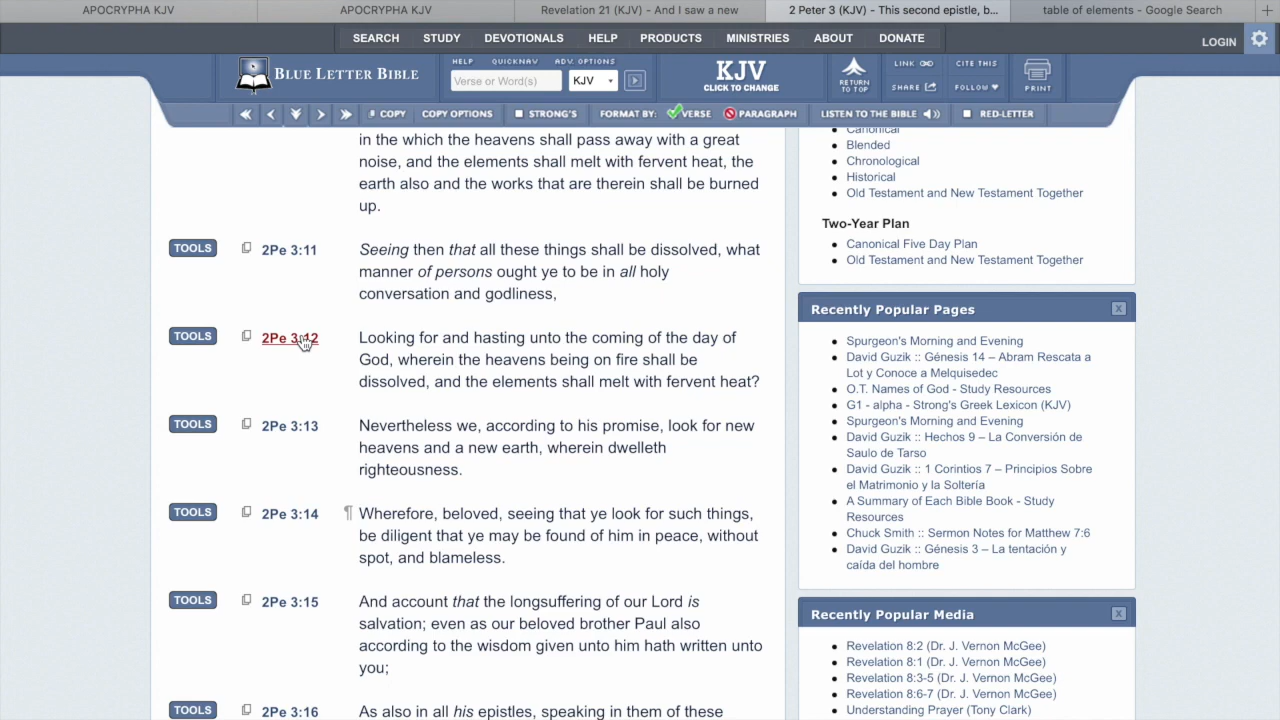 APOCRYPHA KJV
APOCRYPHA KJV
Revelation 21 (KJV) - And I saw a new
2 Peter 3 (KJV) - This second epistle, b...
table of elements - Google Search
SEARCH
STUDY
DEVOTIONALS
HELP
PRODUCTS
MINISTRIES
ABOUT
DONATE
LOGIN
BLUE LETTER BIBLE
HELP
QUICKNAV
ADV. OPTIONS
Verse or Word(s)
KJV
KJV
CLICK TO CHANGE
RETURN
TO TOP
LINK
CITE THIS
SHARE
FOLLOW
PRINT
COPY
COPY OPTIONS
STRONG'S
FORMAT BY:
VERSE
PARAGRAPH
LISTEN TO THE BIBLE
RED-LETTER
in the which the heavens shall pass away with a great
noise, and the elements shall melt with fervent heat, the
earth also and the works that are therein shall be burned
up.
TOOLS
2Pe 3:11
Seeing then that all these things shall be dissolved, what
manner of persons ought ye to be in all holy
conversation and godliness,
TOOLS
2Pe 3:12
Looking for and hasting unto the coming of the day of
God, wherein the heavens being on fire shall be
dissolved, and the elements shall melt with fervent heat?
TOOLS
2Pe 3:13
Nevertheless we, according to his promise, look for new
heavens and a new earth, wherein dwelleth
righteousness.
TOOLS
2Pe 3:14
¶ Wherefore, beloved, seeing that ye look for such things,
be diligent that ye may be found of him in peace, without
spot, and blameless.
TOOLS
2Pe 3:15
And account that the longsuffering of our Lord is
salvation; even as our beloved brother Paul also
according to the wisdom given unto him hath written unto
you;
TOOLS
2Pe 3:16
As also in all his epistles, speaking in them of these
Canonical
Blended
Chronological
Historical
Old Testament and New Testament Together
Two-Year Plan
Canonical Five Day Plan
Old Testament and New Testament Together
Recently Popular Pages
X
Spurgeon's Morning and Evening
David Guzik :: Génesis 14 – Abram Rescata a
Lot y Conoce a Melquisedec
O.T. Names of God - Study Resources
G1 - alpha - Strong's Greek Lexicon (KJV)
Spurgeon's Morning and Evening
David Guzik :: Hechos 9 – La Conversión de
Saulo de Tarso
David Guzik :: 1 Corintios 7 – Principios Sobre
el Matrimonio y la Soltería
A Summary of Each Bible Book - Study
Resources
Chuck Smith :: Sermon Notes for Matthew 7:6
David Guzik :: Génesis 3 – La tentación y
caída del hombre
Recently Popular Media
X
Revelation 8:2 (Dr. J. Vernon McGee)
Revelation 8:1 (Dr. J. Vernon McGee)
Revelation 8:3-5 (Dr. J. Vernon McGee)
Revelation 8:6-7 (Dr. J. Vernon McGee)
Understanding Prayer (Tony Clark)